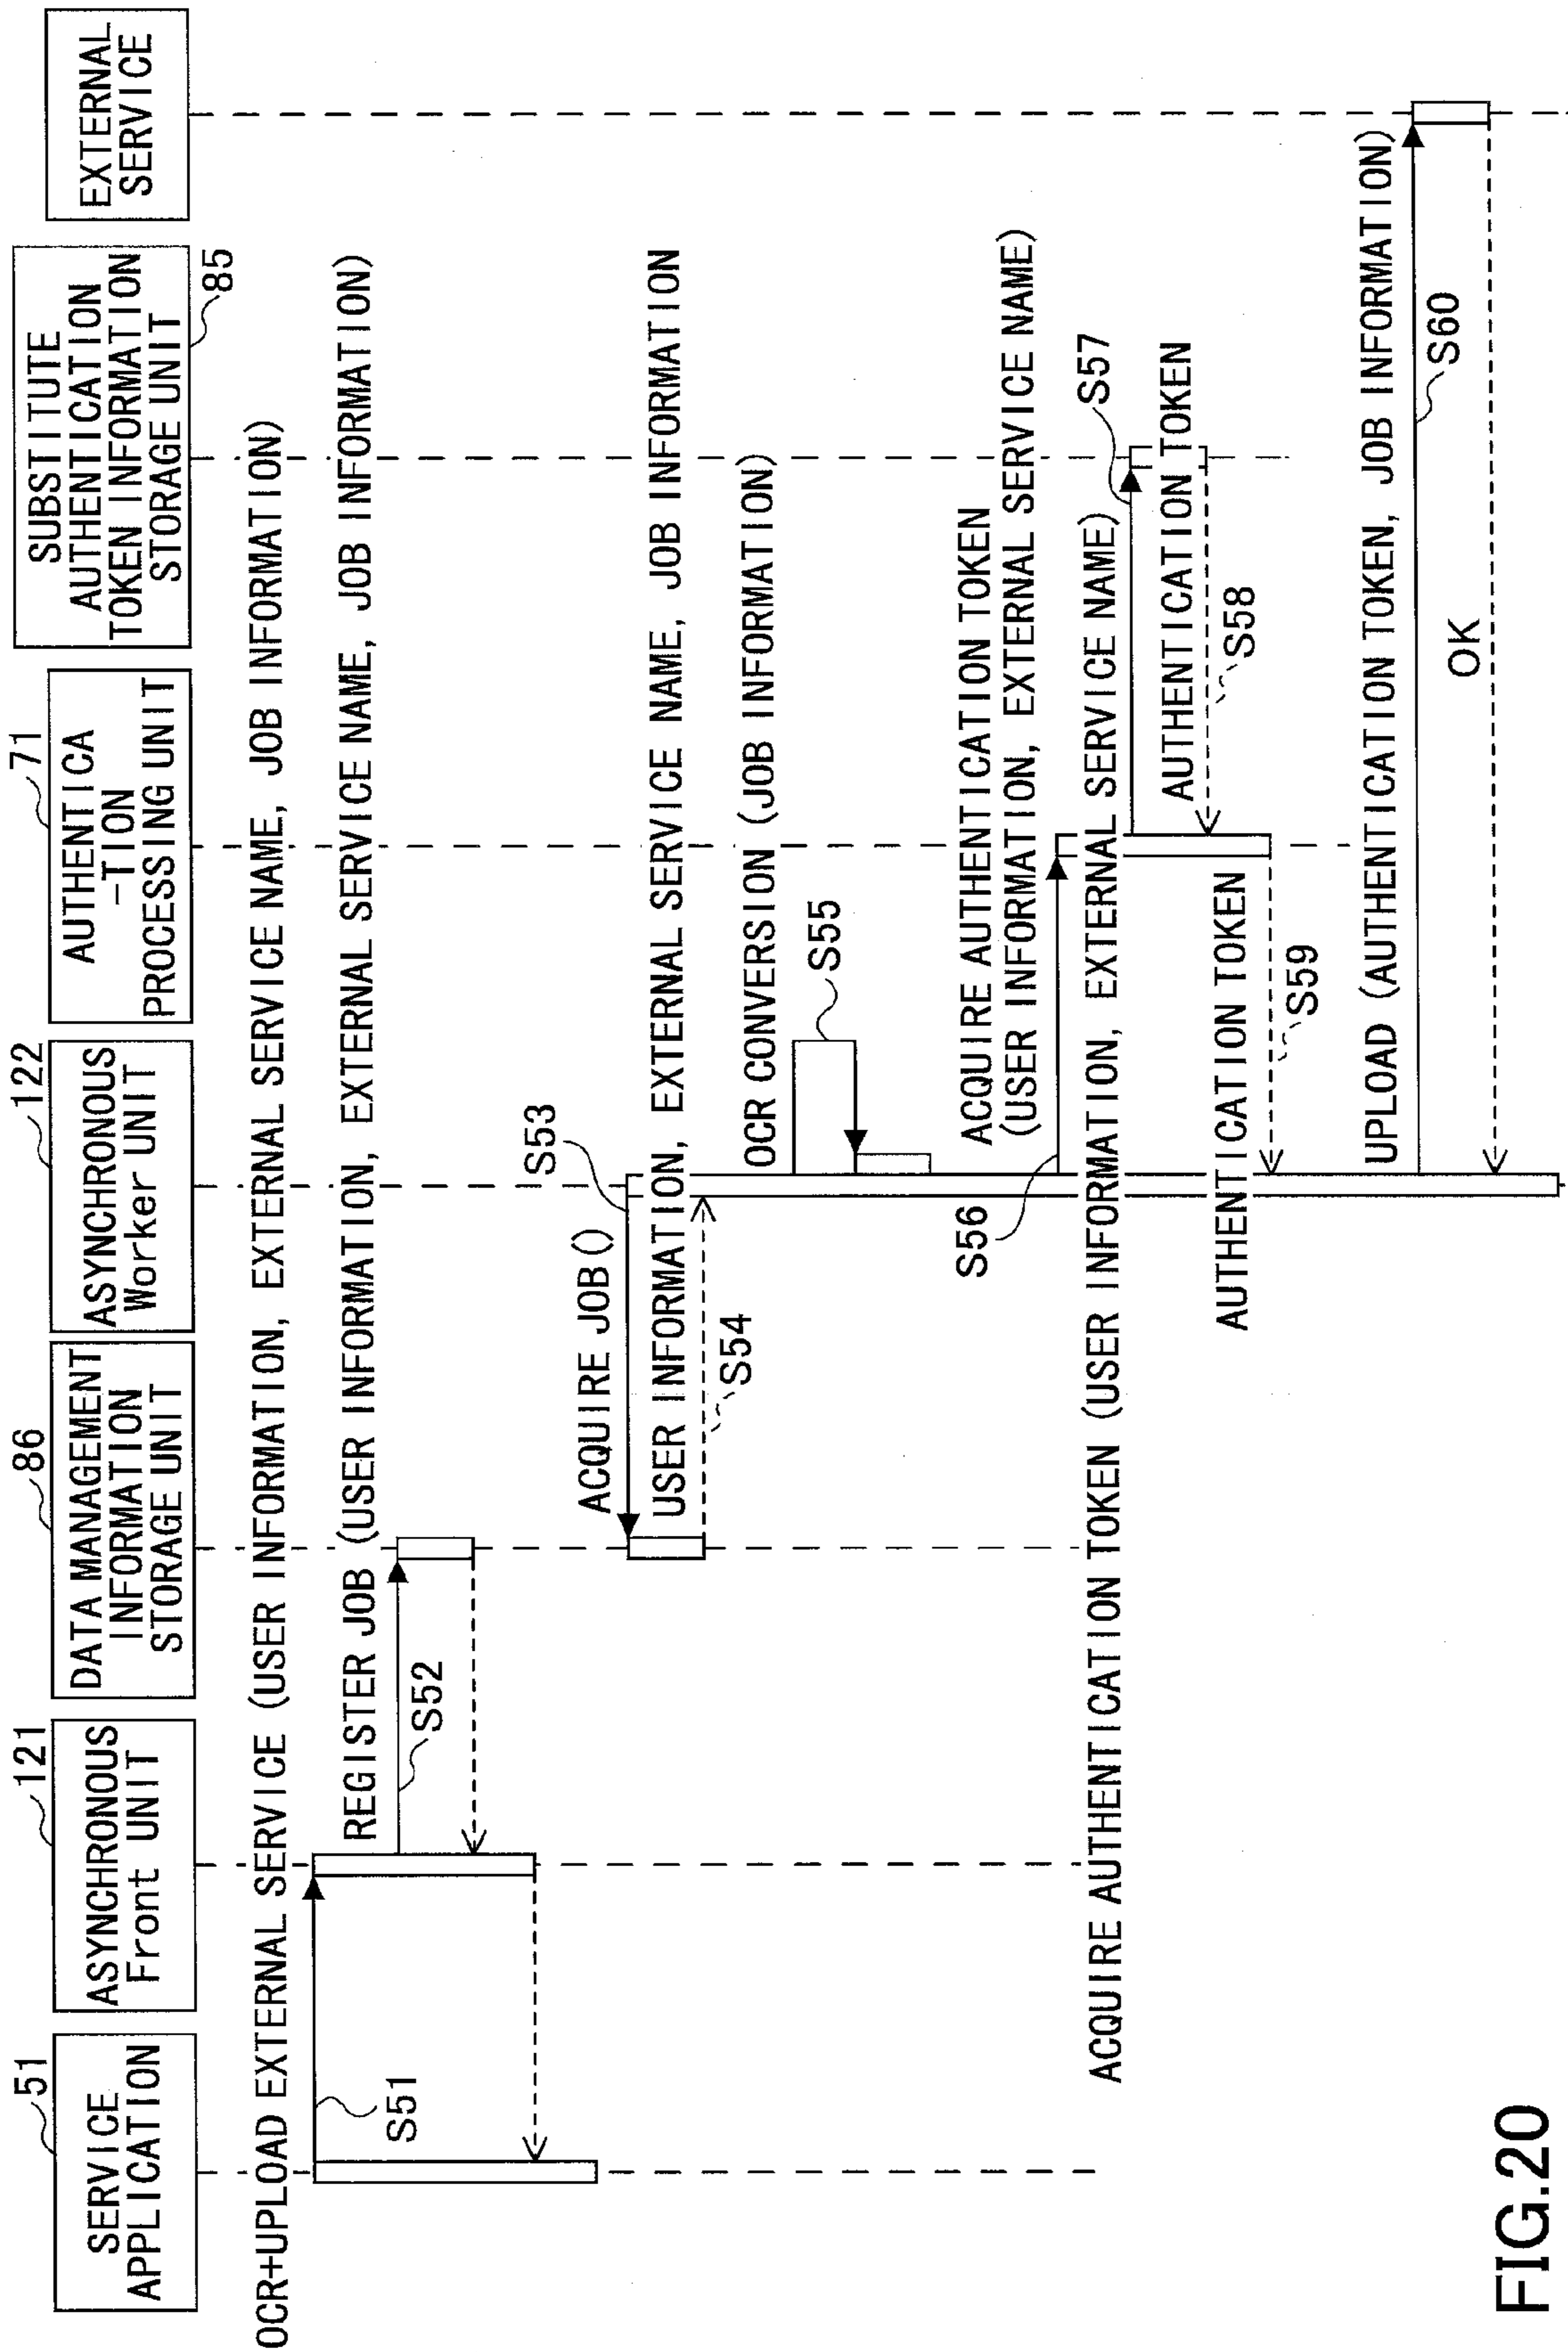 51
SERVICE
APPLICATION
121
ASYNCHRONOUS
Front UNIT
86
DATA MANAGEMENT
INFORMATION
STORAGE UNIT
122
ASYNCHRONOUS
Worker UNIT
71
AUTHENTICA
-TION
PROCESSING UNIT
SUBSTITUTE
AUTHENTICATION
TOKEN INFORMATION
STORAGE UNIT
85
EXTERNAL
SERVICE
OCR+UPLOAD EXTERNAL SERVICE (USER INFORMATION, EXTERNAL SERVICE NAME, JOB INFORMATION)
S51
REGISTER JOB (USER INFORMATION, EXTERNAL SERVICE NAME, JOB INFORMATION)
S52
S53
ACQUIRE JOB()
USER INFORMATION, EXTERNAL SERVICE NAME, JOB INFORMATION
S54
OCR CONVERSION (JOB INFORMATION)
S55
ACQUIRE AUTHENTICATION TOKEN
(USER INFORMATION, EXTERNAL SERVICE NAME)
S56
ACQUIRE AUTHENTICATION TOKEN (USER INFORMATION, EXTERNAL SERVICE NAME)
S57
AUTHENTICATION TOKEN
S58
AUTHENTICATION TOKEN
S59
UPLOAD (AUTHENTICATION TOKEN, JOB INFORMATION)
S60
OK
FIG.20